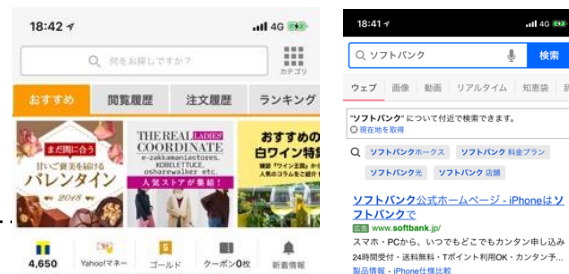 18:42
4G
何をお探しですか?
カテゴリ
おすすめ
閲覧履歴
注文履歴
ランキング
まだ間に合う
甘いご褒美を届ける
バレンタイン
2018
THE REAL LADIES'
COORDINATE
e-zakkamaniastores,
KOBELETTUCE,
osharewalker etc.
人気ストアが集結!
おすすめの
白ワイン特集
人気のコラムをご紹介
4,650
Yahoo!マネー
ゴールド
クーポン0枚
新着情報
18:41
4G
ソフトバンク
検索
ウェブ
画像
動画
リアルタイム
知恵袋
"ソフトバンク" について付近で検索できます。
現在地を取得
ソフトバンクホークス
ソフトバンク 料金プラン
ソフトバンク光
ソフトバンク 店舗
ソフトバンク公式ホームページ - iPhoneはソ
フトバンクで
広告 www.softbank.jp/
スマホ・PCから、いつでもどこでもカンタン申し込み
24時間受付・送料無料・Tポイント利用OK・カンタン予...
製品情報 - iPhone仕様比較